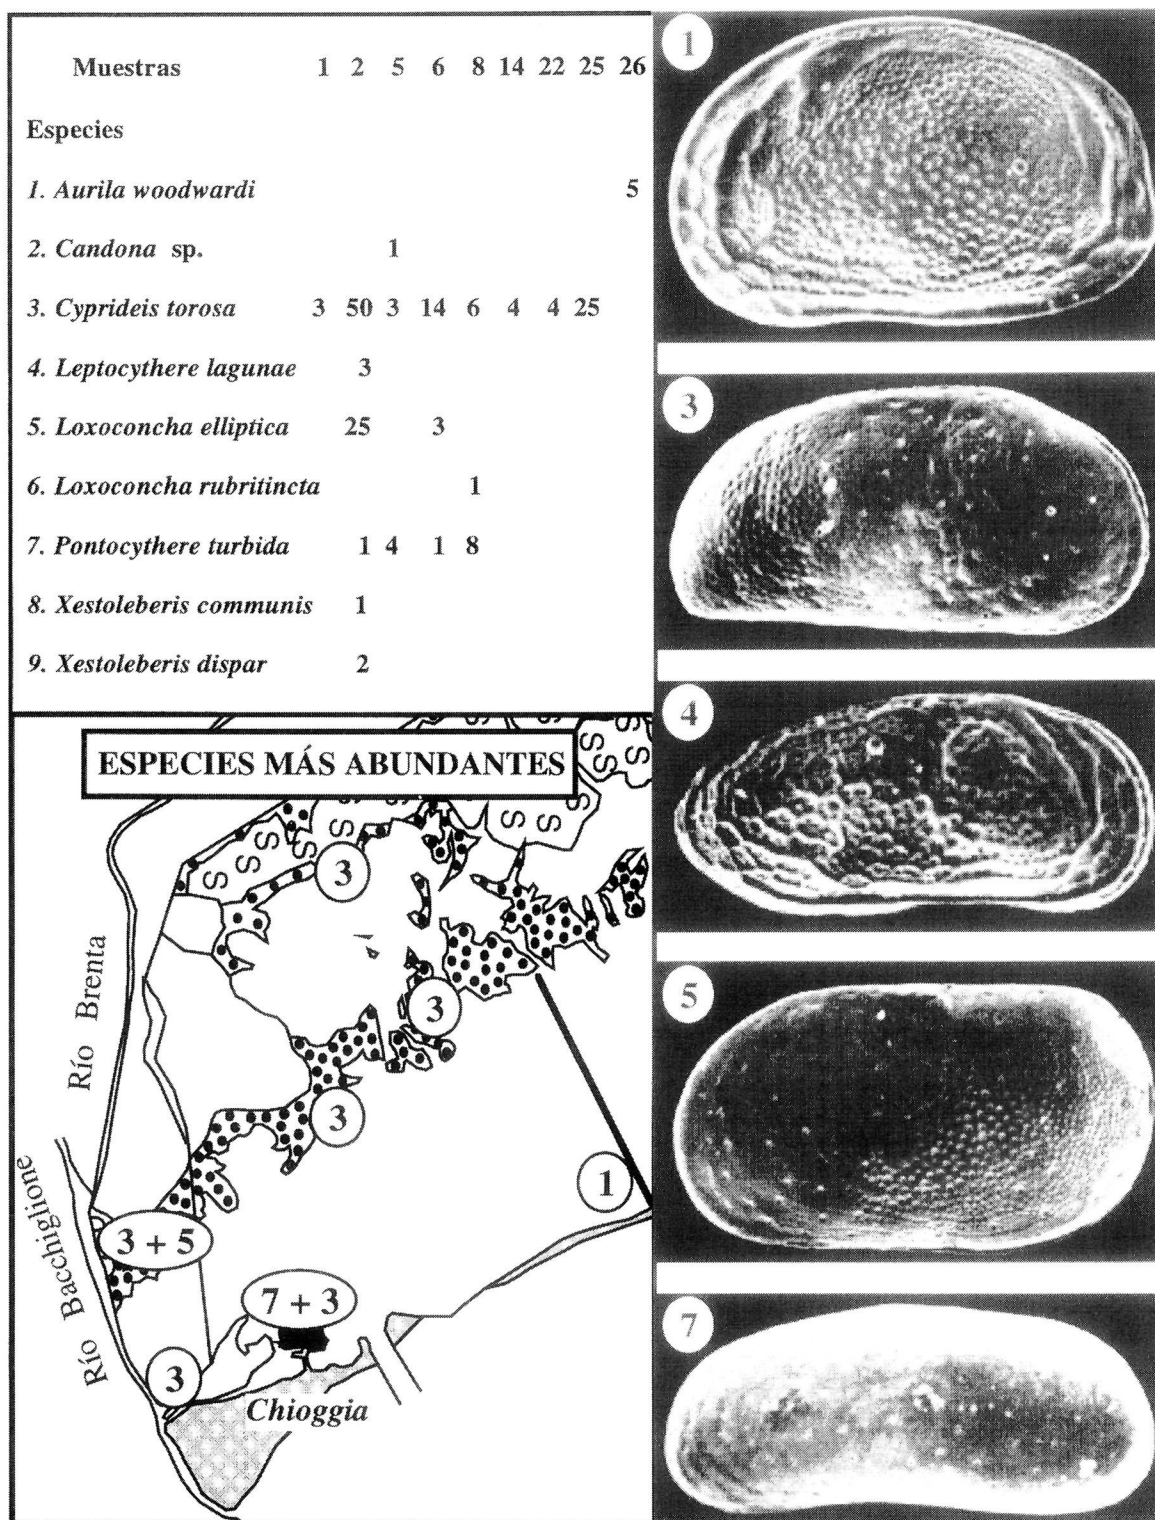 Muestras 1 2 5 6 8 14 22 25 26
Especies
1. Aurila woodwardi 5
2. Candona sp. 1
3. Cyprideis torosa 3 50 3 14 6 4 4 25
4. Leptocythere lagunae 3
5. Loxoconcha elliptica 25 3
6. Loxoconcha rubritincta 1
7. Pontocythere turbida 1 4 1 8
8. Xestoleberis communis 1
9. Xestoleberis dispar 2
ESPECIES MÁS ABUNDANTES
S S S S S
S S
S S S S
S S
3
3
3
1
3 + 5
7 + 3
3
Río Brenta
Río Bacchiglione
Chioggia
1
3
4
5
7